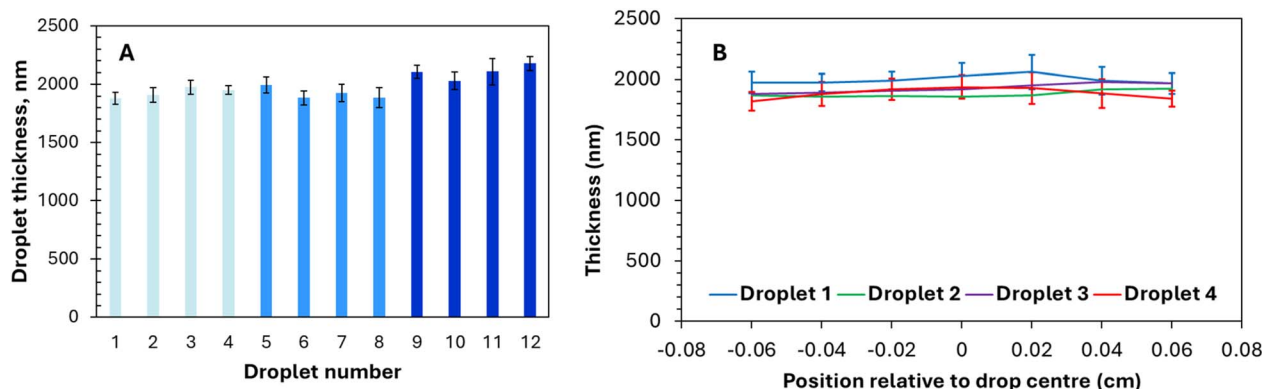 A
Droplet thickness, nm
2500
2000
1500
1000
500
0
1 2 3 4 5 6 7 8 9 10 11 12
Droplet number
B
Thickness (nm)
2500
2000
1500
1000
500
0
Droplet 1 Droplet 2 Droplet 3 Droplet 4
-0.08 -0.06 -0.04 -0.02 0 0.02 0.04 0.06 0.08
Position relative to drop centre (cm)